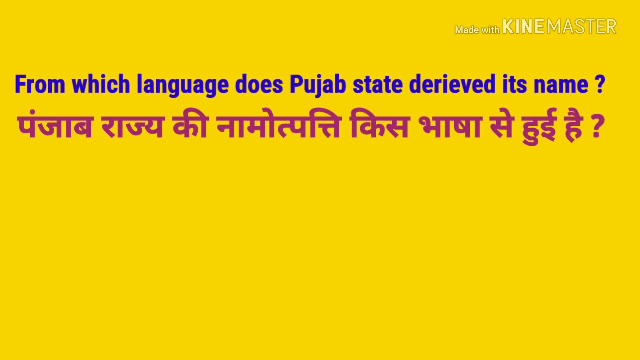 Made with KINEMASTER
From which language does Pujab state derieved its name ?
पंजाब राज्य की नामोत्पत्ति किस भाषा से हुई है ?